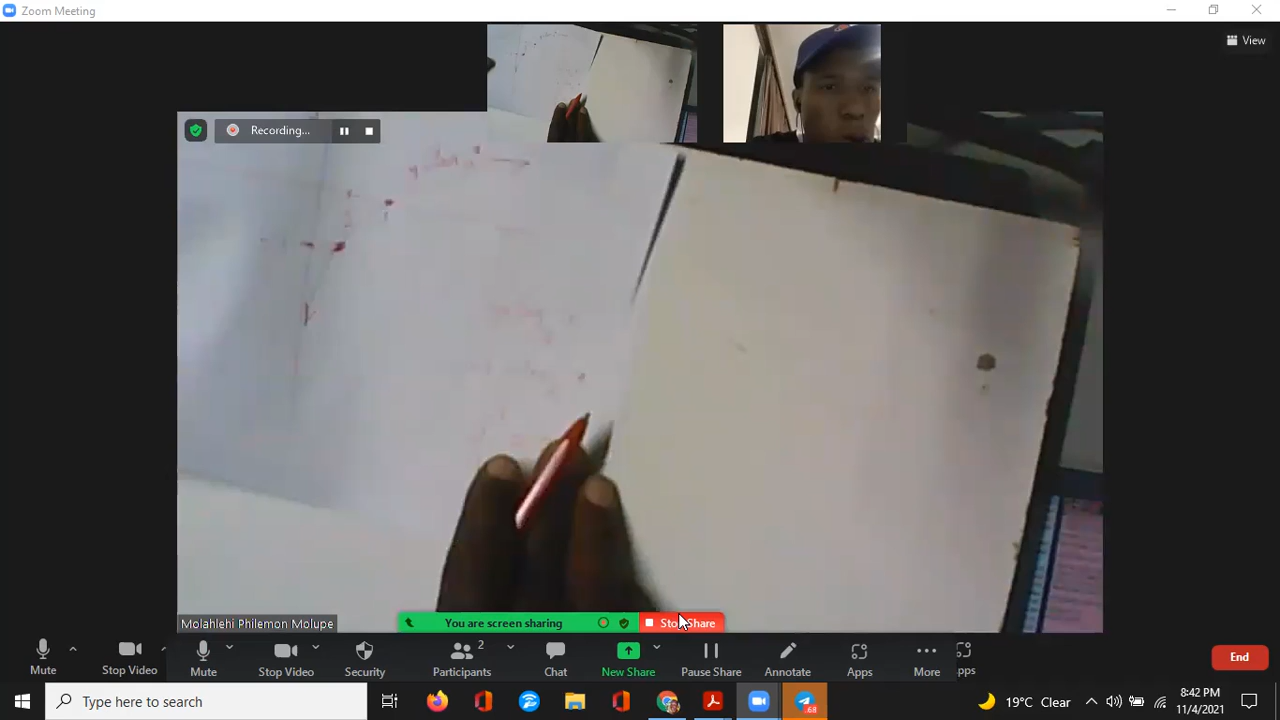 Zoom Meeting
View
Recording...
Molahlehi Philemon Molupe
You are screen sharing
Stop Share
Mute
Stop Video
Mute
Stop Video
Security
2
Participants
Chat
New Share
Pause Share
Annotate
Apps
More
pps
End
Type here to search
68
19°C Clear
8:42 PM
11/4/2021